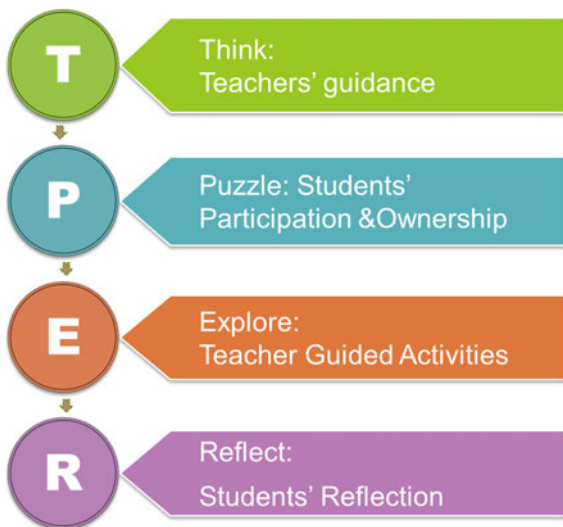 T
Think:
Teachers' guidance
P
Puzzle: Students'
Participation &Ownership
E
Explore:
Teacher Guided Activities
R
Reflect:
Students' Reflection